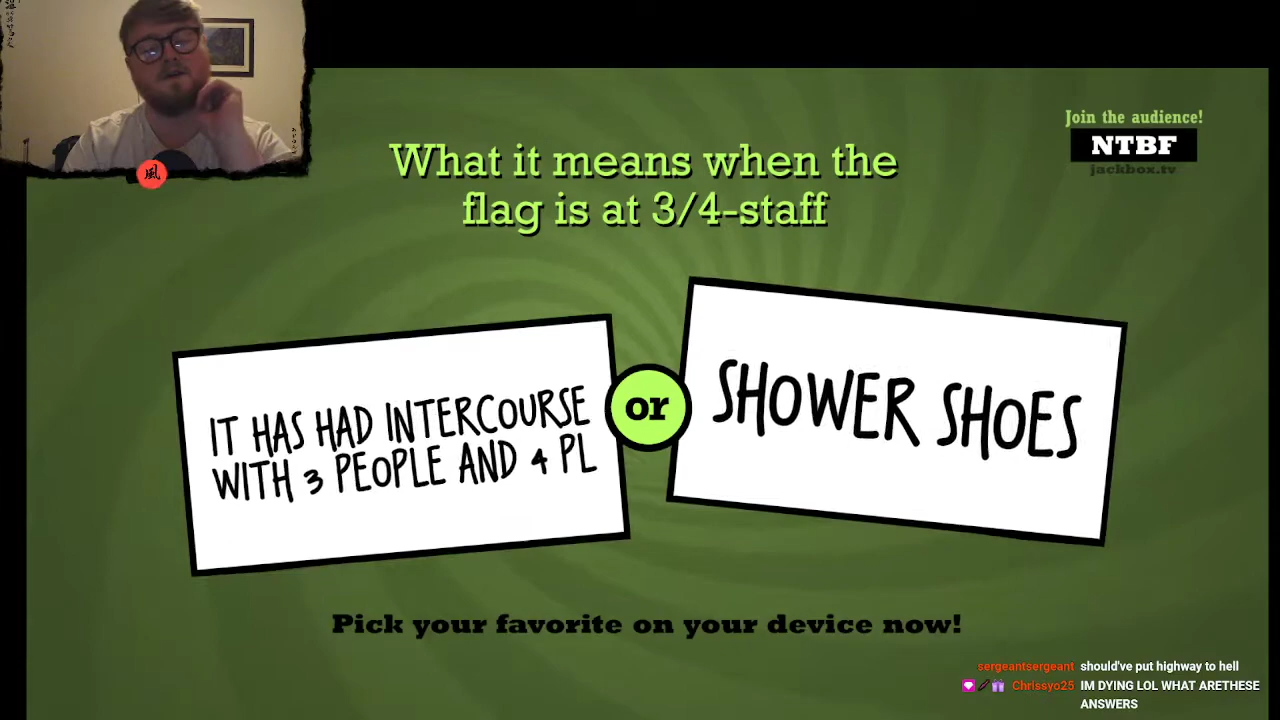 Join the audience!
NTBF
jackbox.tv
What it means when the
flag is at 3/4-staff
IT HAS HAD INTERCOURSE
WITH 3 PEOPLE AND 4 PL
or
SHOWER SHOES
Pick your favorite on your device now!
風
sergeantsergeant should've put highway to hell
Chrissyo25 IM DYING LOL WHAT ARETHESE
ANSWERS